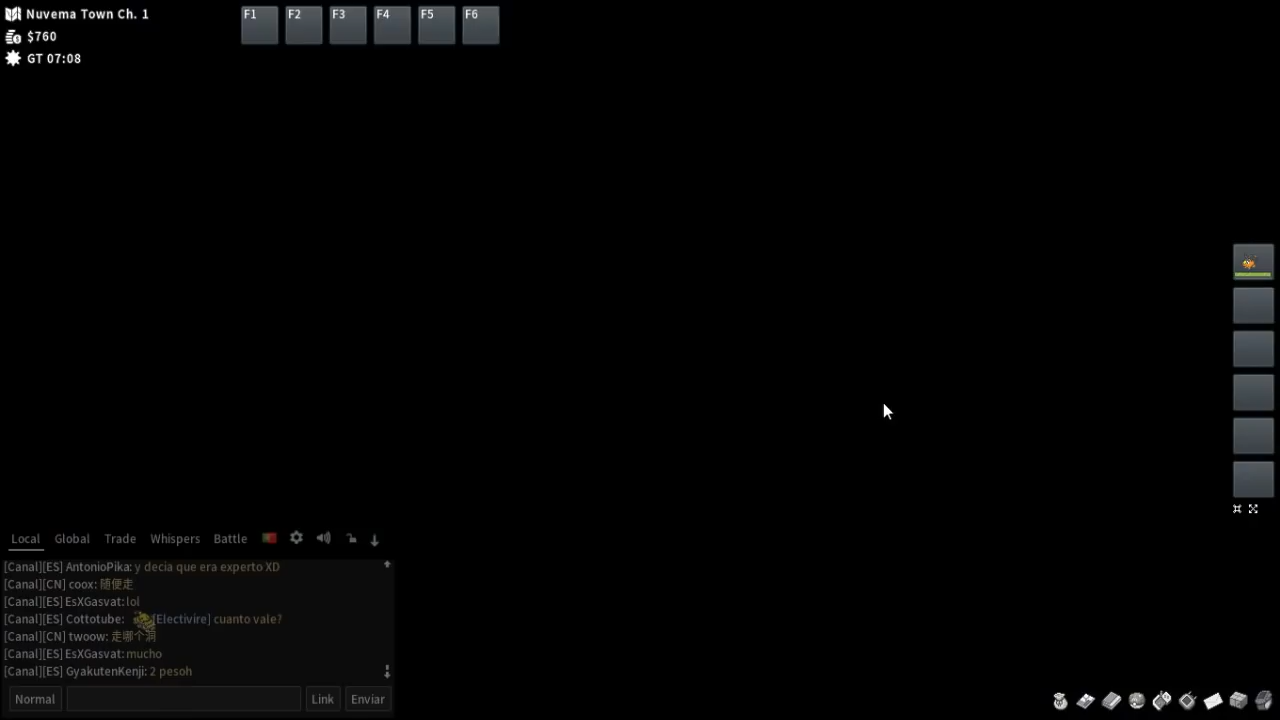 Nuvema Town Ch. 1
$760
GT 07:08
F1 F2 F3 F4 F5 F6
Local Global Trade Whispers Battle
[Canal][ES] AntonioPika: y decia que era experto XD
[Canal][CN] coox: 随便走
[Canal][ES] EsXGasvat: lol
[Canal][ES] Cottotube: [Electivire] cuanto vale?
[Canal][CN] twoow: 走哪个洞
[Canal][ES] EsXGasvat: mucho
[Canal][ES] GyakutenKenji: 2 pesoh
Normal Link Enviar